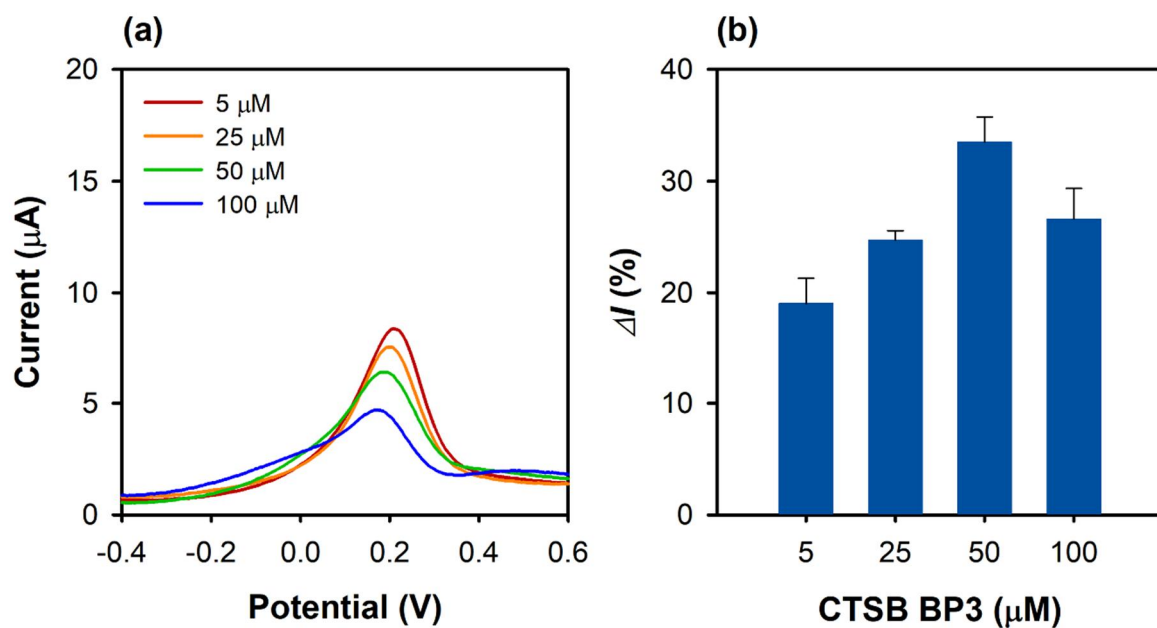 (a)
20
15
10
5
0
Current (μA)
5 μM
25 μM
50 μM
100 μM
-0.4
-0.2
0.0
0.2
0.4
0.6
Potential (V)
(b)
40
30
20
10
0
ΔI (%)
5
25
50
100
CTSB BP3 (μM)